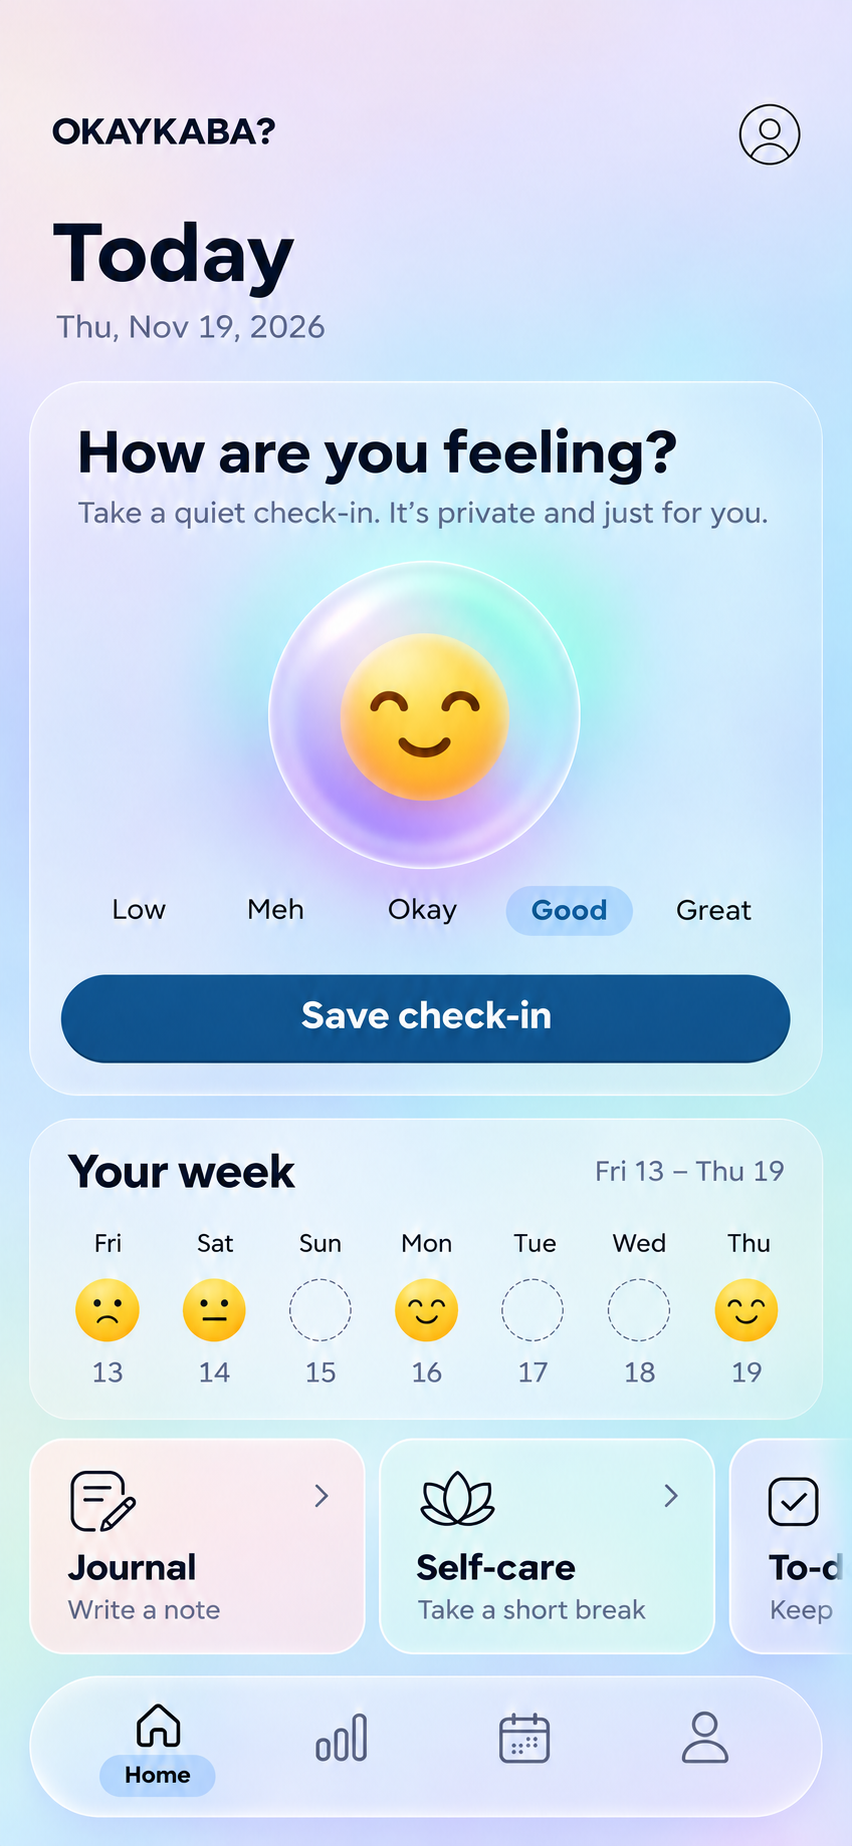 OKAYKABA?
Today
Thu, Nov 19, 2026
How are you feeling?
Take a quiet check-in. It’s private and just for you.
Low Meh Okay Good Great
Save check-in
Your week Fri 13 – Thu 19
Fri Sat Sun Mon Tue Wed Thu
13 14 15 16 17 18 19
Journal Self-care To-d
Write a note Take a short break Keep
Home